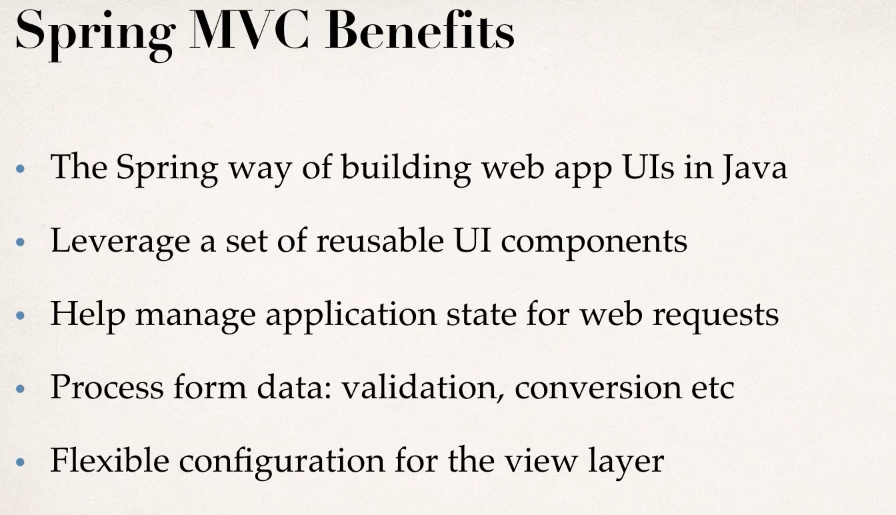 Spring MVC Benefits
• The Spring way of building web app UIs in Java
• Leverage a set of reusable UI components
• Help manage application state for web requests
• Process form data: validation, conversion etc
• Flexible configuration for the view layer